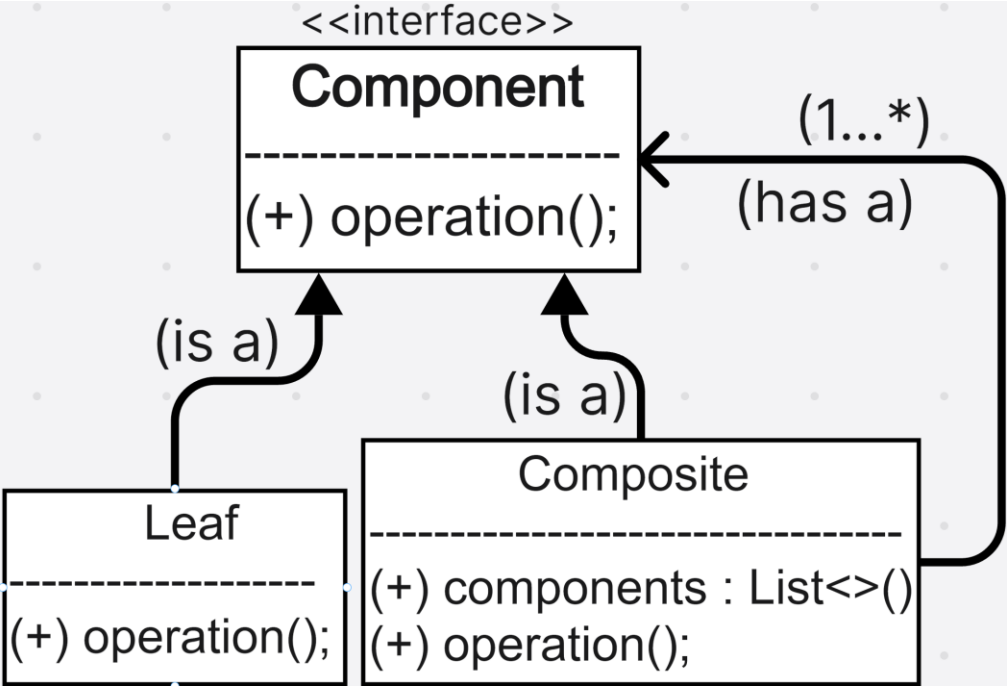 <<interface>>
Component
---------------------
(+) operation();
(1...*)
(has a)
(is a)
(is a)
Leaf
-------------------
(+) operation();
Composite
---------------------------------
(+) components : List<>()
(+) operation();